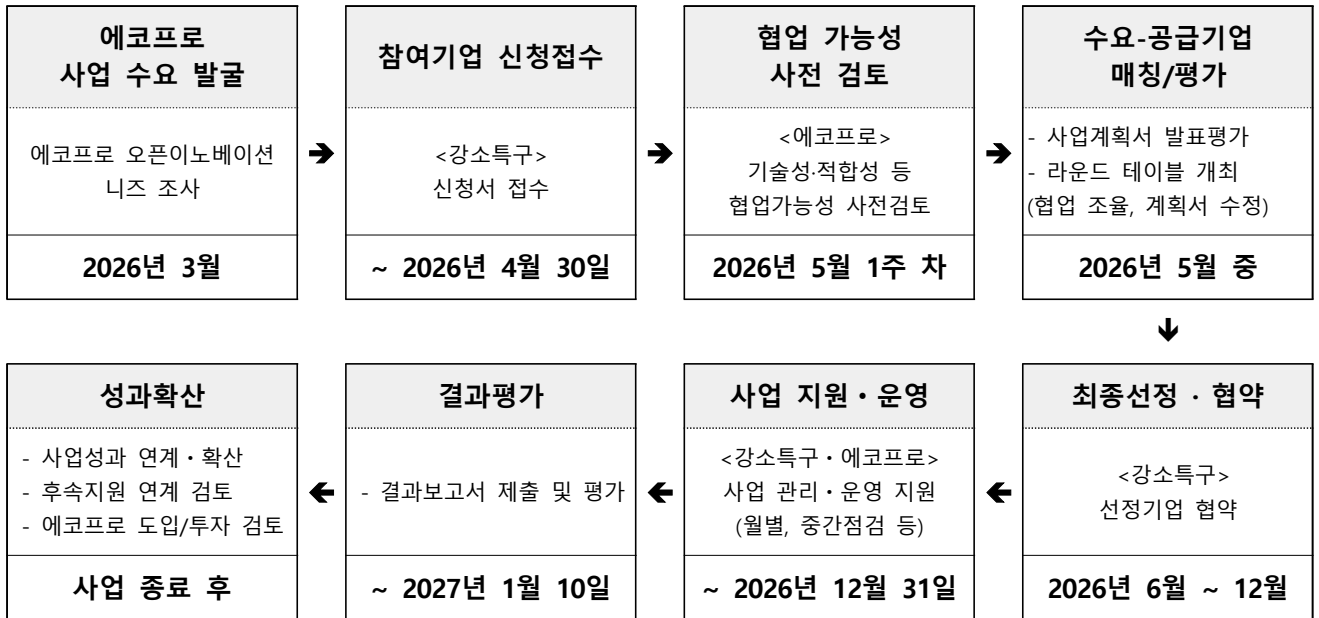 에코프로
사업 수요 발굴
에코프로 오픈이노베이션
니즈 조사
2026년 3월
➔
참여기업 신청접수
<강소특구>
신청서 접수
~ 2026년 4월 30일
➔
협업 가능성
사전 검토
<에코프로>
기술성·적합성 등
협업가능성 사전검토
2026년 5월 1주 차
➔
수요-공급기업
매칭/평가
- 사업계획서 발표평가
- 라운드 테이블 개최
(협업 조율, 계획서 수정)
2026년 5월 중
🡻
최종선정 · 협약
<강소특구>
선정기업 협약
2026년 6월 ~ 12월
🡸
사업 지원・운영
<강소특구・에코프로>
사업 관리・운영 지원
(월별, 중간점검 등)
~ 2026년 12월 31일
🡸
결과평가
- 결과보고서 제출 및 평가
~ 2027년 1월 10일
🡸
성과확산
- 사업성과 연계・확산
- 후속지원 연계 검토
- 에코프로 도입/투자 검토
사업 종료 후